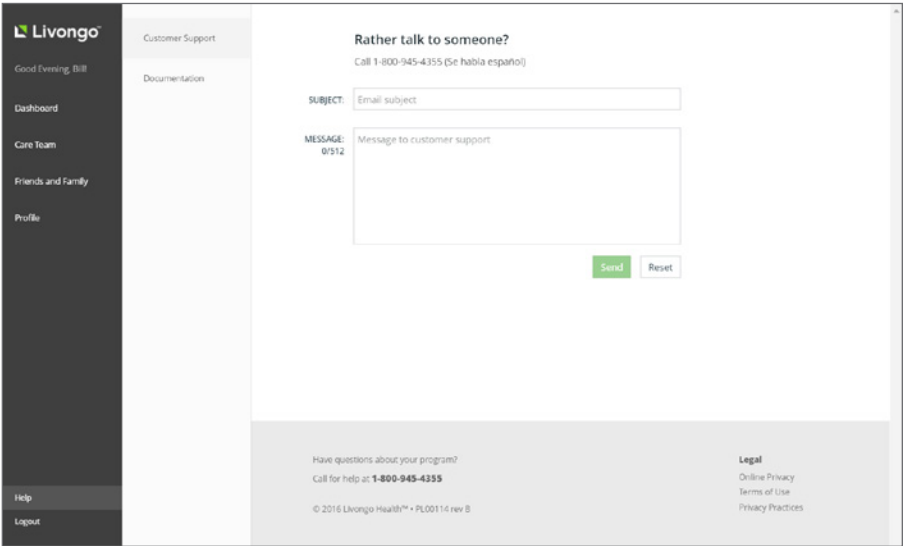 Livongo™
Good Evening, Bill!
Dashboard
Care Team
Friends and Family
Profile
Help
Logout
Customer Support
Documentation
Rather talk to someone?
Call 1-800-945-4355 (Se habla español)
SUBJECT:
Email subject
MESSAGE:
0/512
Message to customer support
Send
Reset
Have questions about your program?
Call for help at 1-800-945-4355
© 2016 Livongo Health™ • PL00114 rev B
Legal
Online Privacy
Terms of Use
Privacy Practices